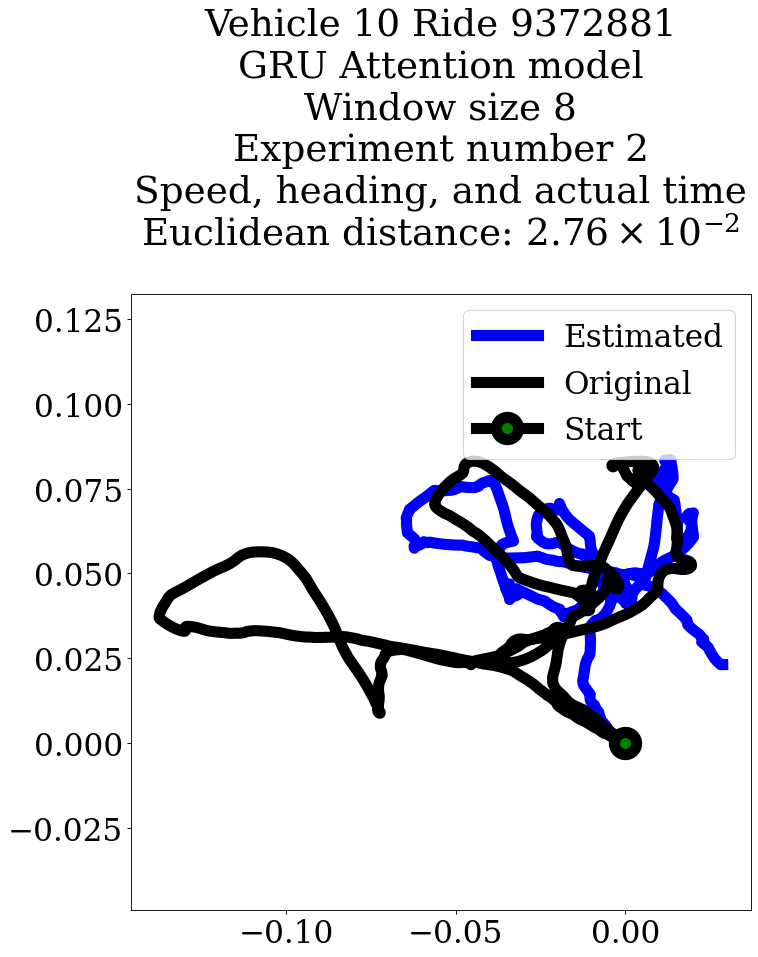 Vehicle 10 Ride 9372881
GRU Attention model
Window size 8
Experiment number 2
Speed, heading, and actual time
Euclidean distance: 2.76 × 10⁻²
0.125
0.100
0.075
0.050
0.025
0.000
−0.025
Estimated
Original
Start
−0.10
−0.05
0.00